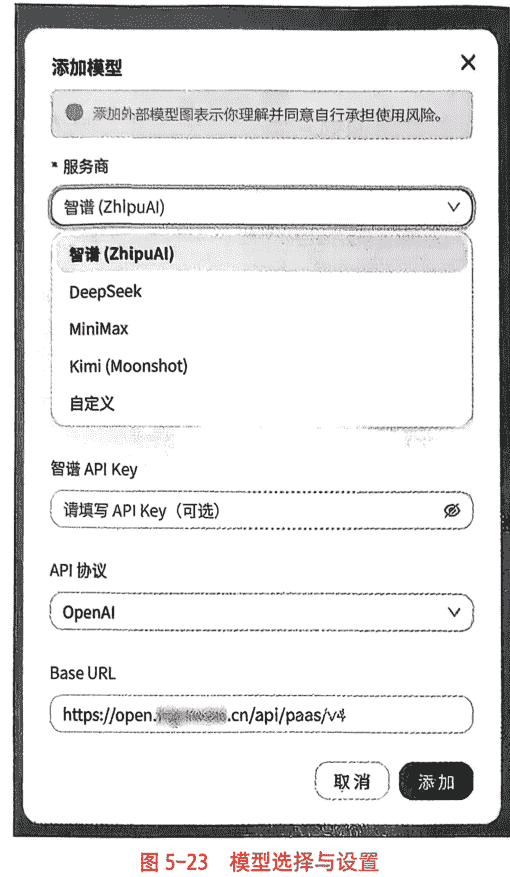 添加模型
添加外部模型图表示你理解并同意自行承担使用风险。
* 服务商
智谱 (ZhipuAI)
智谱 (ZhipuAI)
DeepSeek
MiniMax
Kimi (Moonshot)
自定义
智谱 API Key
请填写 API Key（可选）
API 协议
OpenAI
Base URL
https://open. .cn/api/paas/v4
取消 添加
图 5-23 模型选择与设置